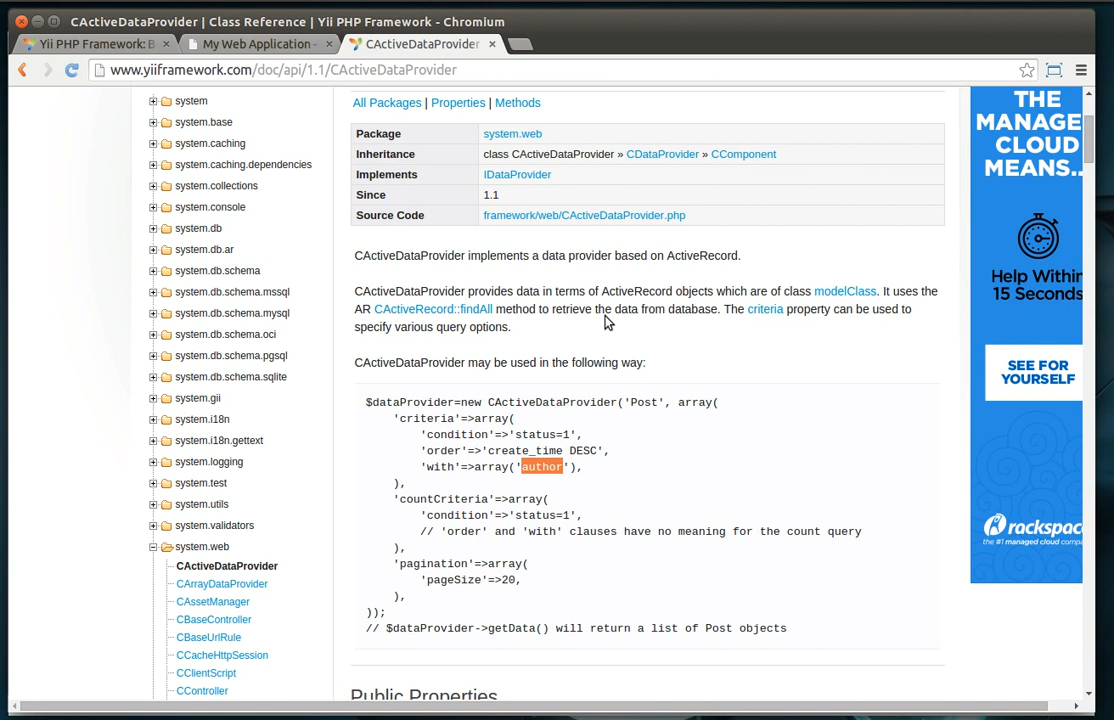 CActiveDataProvider | Class Reference | Yii PHP Framework - Chromium
Yii PHP Framework: B
My Web Application -
CActiveDataProvider
www.yiiframework.com/doc/api/1.1/CActiveDataProvider
system
system.base
system.caching
system.caching.dependencies
system.collections
system.console
system.db
system.db.ar
system.db.schema
system.db.schema.mssql
system.db.schema.mysql
system.db.schema.oci
system.db.schema.pgsql
system.db.schema.sqlite
system.gii
system.i18n
system.i18n.gettext
system.logging
system.test
system.utils
system.validators
system.web
CActiveDataProvider
CArrayDataProvider
CAssetManager
CBaseController
CBaseUrlRule
CCacheHttpSession
CClientScript
CController
All Packages | Properties | Methods
Package system.web
Inheritance class CActiveDataProvider » CDataProvider » CComponent
Implements IDataProvider
Since 1.1
Source Code framework/web/CActiveDataProvider.php
CActiveDataProvider implements a data provider based on ActiveRecord.
CActiveDataProvider provides data in terms of ActiveRecord objects which are of class modelClass. It uses the
AR CActiveRecord::findAll method to retrieve the data from database. The criteria property can be used to
specify various query options.
CActiveDataProvider may be used in the following way:
$dataProvider=new CActiveDataProvider('Post', array(
'criteria'=>array(
'condition'=>'status=1',
'order'=>'create_time DESC',
'with'=>array('author'),
),
'countCriteria'=>array(
'condition'=>'status=1',
// 'order' and 'with' clauses have no meaning for the count query
),
'pagination'=>array(
'pageSize'=>20,
),
));
// $dataProvider->getData() will return a list of Post objects
Public Properties
THE
MANAGE
CLOUD
MEANS..
Help Within
15 Seconds
SEE FOR
YOURSELF
rackspac
the #1 managed cloud compa